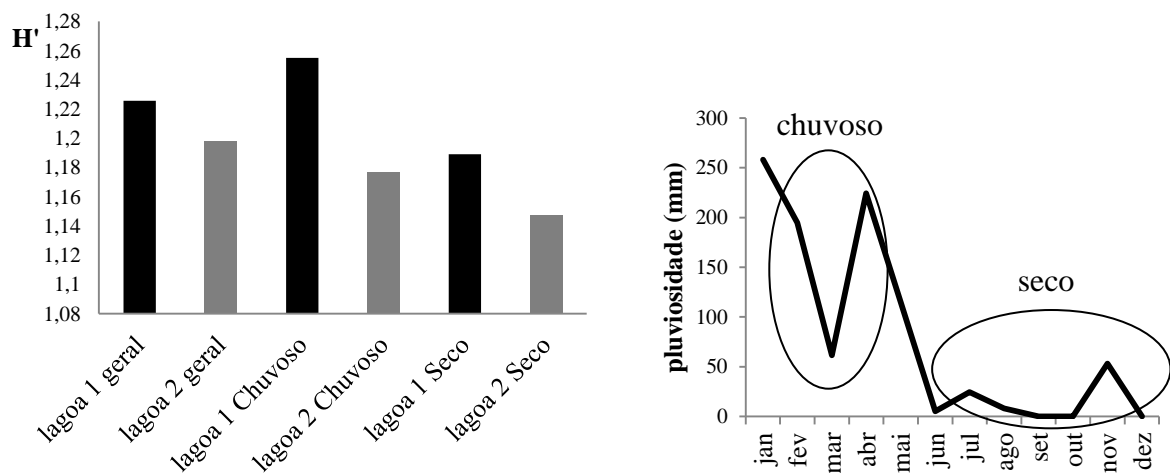 H'
1,28
1,26
1,24
1,22
1,2
1,18
1,16
1,14
1,12
1,1
1,08
lagoa 1 geral
lagoa 2 geral
lagoa 1 Chuvoso
lagoa 2 Chuvoso
lagoa 1 Seco
lagoa 2 Seco
pluviosidade (mm)
300
250
200
150
100
50
0
chuvoso
seco
jan
fev
mar
abr
mai
jun
jul
ago
set
out
nov
dez